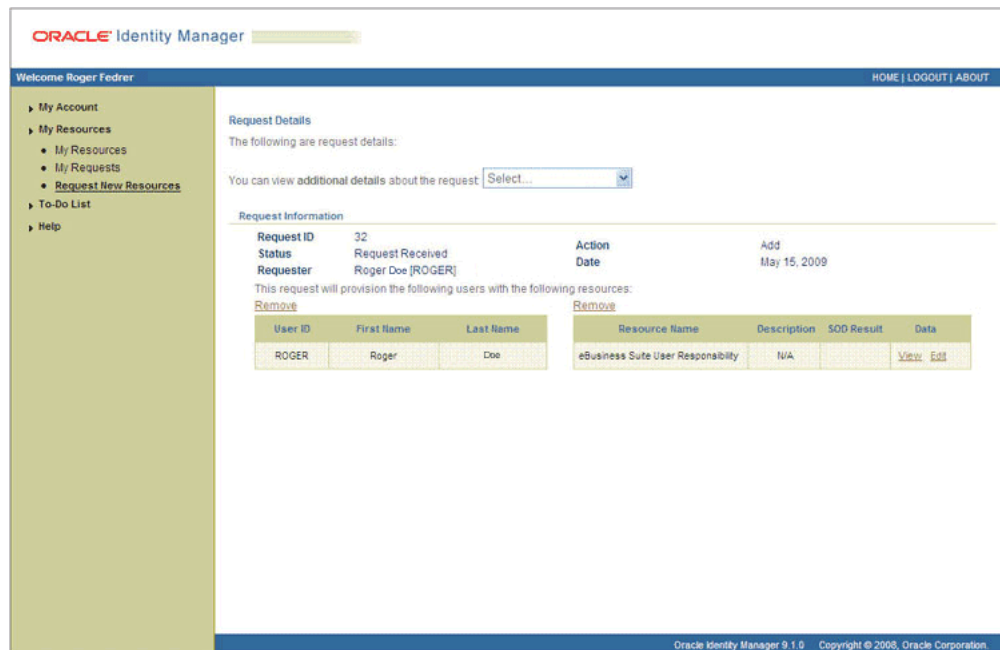 ORACLE Identity Manager
Welcome Roger Fedrer
HOME | LOGOUT | ABOUT
My Account
My Resources
My Resources
My Requests
Request New Resources
To-Do List
Help
Request Details
The following are request details:
You can view additional details about the request Select...
Request Information
Request ID 32
Status Request Received
Requester Roger Doe [ROGER]
Action Add
Date May 15, 2009
This request will provision the following users with the following resources:
Remove
User ID First Name Last Name
ROGER Roger Doe
Remove
Resource Name Description SOD Result Data
eBusiness Suite User Responsibility N/A View Edit
Oracle Identity Manager 9.1.0 Copyright © 2008, Oracle Corporation.